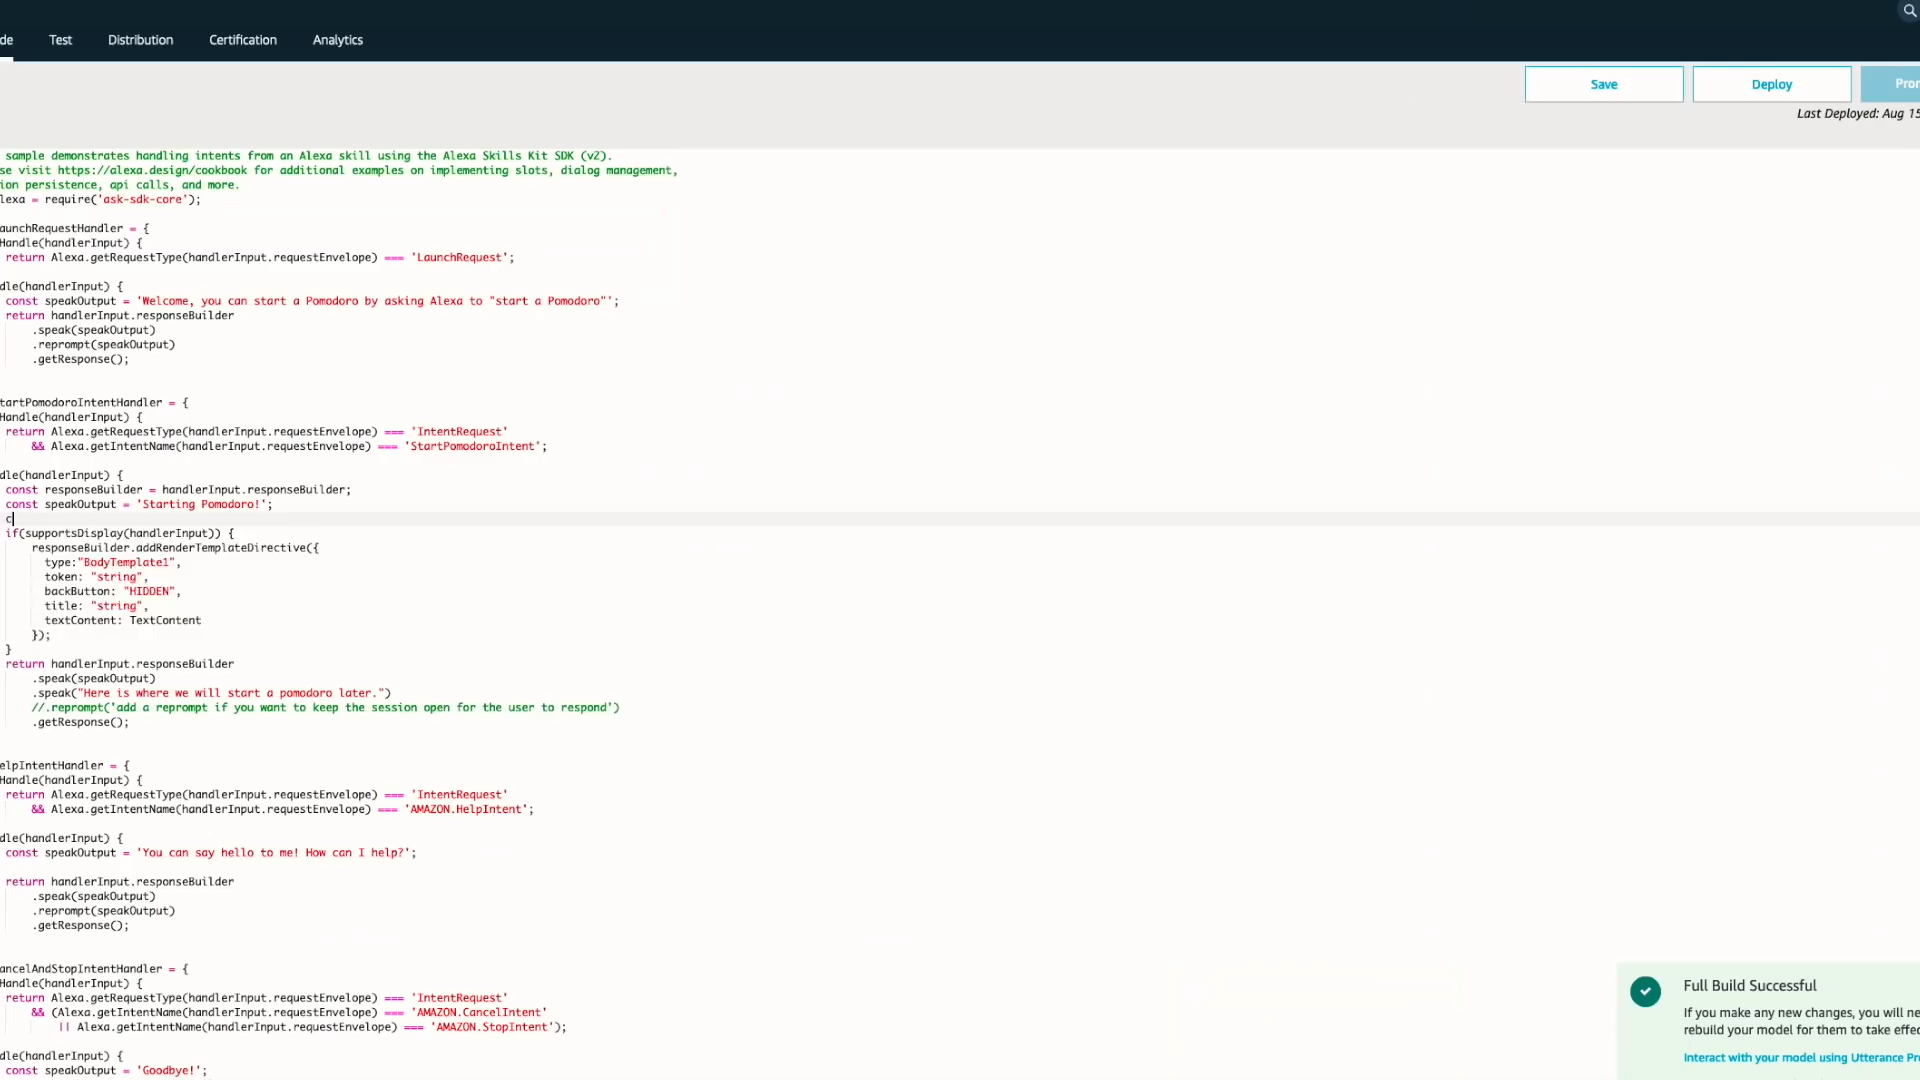 de Test Distribution Certification Analytics
Save Deploy Pror
Last Deployed: Aug 15
sample demonstrates handling intents from an Alexa skill using the Alexa Skills Kit SDK (v2).
se visit https://alexa.design/cookbook for additional examples on implementing slots, dialog management,
ion persistence, api calls, and more.
lexa = require('ask-sdk-core');
aunchRequestHandler = {
Handle(handlerInput) {
return Alexa.getRequestType(handlerInput.requestEnvelope) === 'LaunchRequest';
dle(handlerInput) {
const speakOutput = 'Welcome, you can start a Pomodoro by asking Alexa to "start a Pomodoro"';
return handlerInput.responseBuilder
.speak(speakOutput)
.reprompt(speakOutput)
.getResponse();
tartPomodoroIntentHandler = {
Handle(handlerInput) {
return Alexa.getRequestType(handlerInput.requestEnvelope) === 'IntentRequest'
&& Alexa.getIntentName(handlerInput.requestEnvelope) === 'StartPomodoroIntent';
dle(handlerInput) {
const responseBuilder = handlerInput.responseBuilder;
const speakOutput = 'Starting Pomodoro!';
c
if(supportsDisplay(handlerInput)) {
responseBuilder.addRenderTemplateDirective({
type:"BodyTemplate1",
token: "string",
backButton: "HIDDEN",
title: "string",
textContent: TextContent
});
}
return handlerInput.responseBuilder
.speak(speakOutput)
.speak("Here is where we will start a pomodoro later.")
//.reprompt('add a reprompt if you want to keep the session open for the user to respond')
.getResponse();
elpIntentHandler = {
Handle(handlerInput) {
return Alexa.getRequestType(handlerInput.requestEnvelope) === 'IntentRequest'
&& Alexa.getIntentName(handlerInput.requestEnvelope) === 'AMAZON.HelpIntent';
dle(handlerInput) {
const speakOutput = 'You can say hello to me! How can I help?';
return handlerInput.responseBuilder
.speak(speakOutput)
.reprompt(speakOutput)
.getResponse();
ancelAndStopIntentHandler = {
Handle(handlerInput) {
return Alexa.getRequestType(handlerInput.requestEnvelope) === 'IntentRequest'
&& (Alexa.getIntentName(handlerInput.requestEnvelope) === 'AMAZON.CancelIntent'
|| Alexa.getIntentName(handlerInput.requestEnvelope) === 'AMAZON.StopIntent');
dle(handlerInput) {
const speakOutput = 'Goodbye!';
Full Build Successful
If you make any new changes, you will ne
rebuild your model for them to take effec
Interact with your model using Utterance Pr